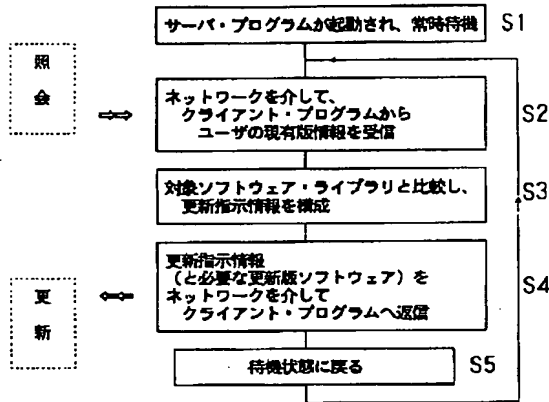 サーバ・プログラムが起動され、常時待機
S1
照会
ネットワークを介して、
クライアント・プログラムから
ユーザの現有版情報を受信
S2
対象ソフトウェア・ライブラリと比較し、
更新指示情報を構成
S3
更新指示情報
(と必要な更新版ソフトウェア)を
ネットワークを介して
クライアント・プログラムへ返信
S4
更新
待機状態に戻る
S5